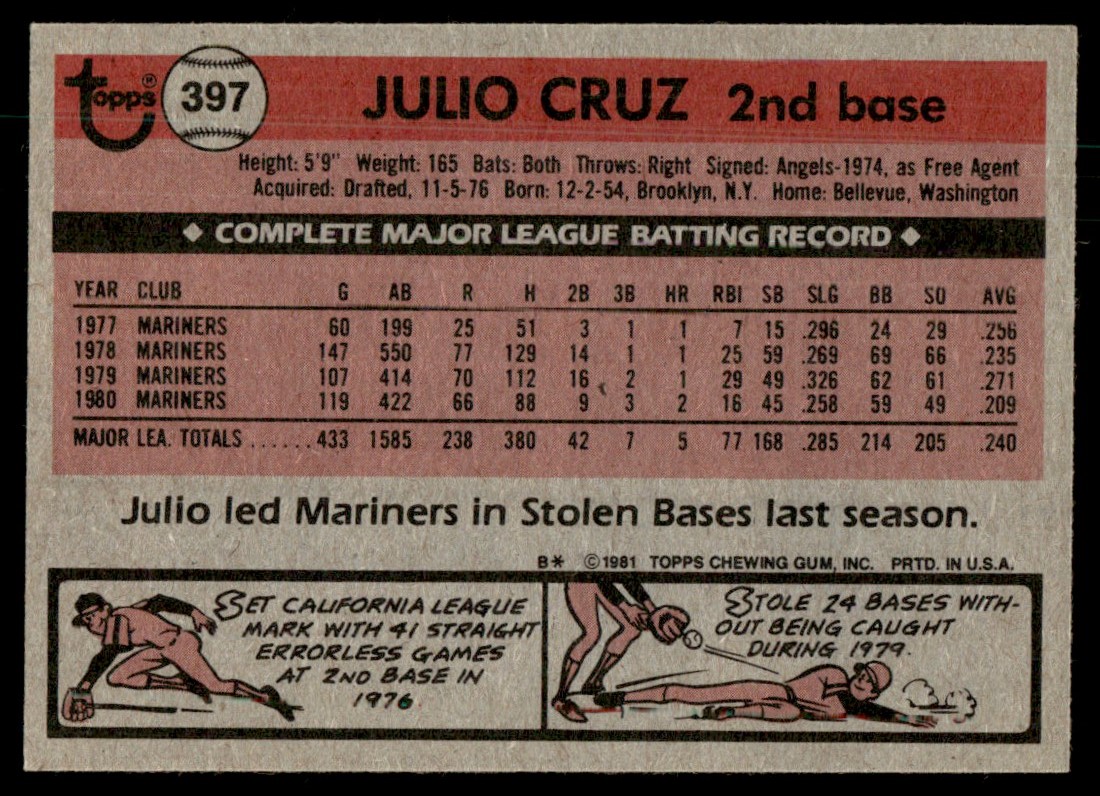 Topps® 397 JULIO CRUZ 2nd base
Height: 5'9" Weight: 165 Bats: Both Throws: Right Signed: Angels-1974, as Free Agent
Acquired: Drafted, 11-5-76 Born: 12-2-54, Brooklyn, N.Y. Home: Bellevue, Washington
◆ COMPLETE MAJOR LEAGUE BATTING RECORD ◆
YEAR CLUB G AB R H 2B 3B HR RBI SB SLG BB SO AVG
1977 MARINERS 60 199 25 51 3 1 1 7 15 .296 24 29 .256
1978 MARINERS 147 550 77 129 14 1 1 25 59 .269 69 66 .235
1979 MARINERS 107 414 70 112 16 2 1 29 49 .326 62 61 .271
1980 MARINERS 119 422 66 88 9 3 2 16 45 .258 59 49 .209
MAJOR LEA. TOTALS ......433 1585 238 380 42 7 5 77 168 .285 214 205 .240
Julio led Mariners in Stolen Bases last season.
B* ©1981 TOPPS CHEWING GUM, INC. PRTD. IN U.S.A.
SET CALIFORNIA LEAGUE
MARK WITH 41 STRAIGHT
ERRORLESS GAMES
AT 2ND BASE IN
1976.
STOLE 24 BASES WITH-
OUT BEING CAUGHT
DURING 1979.